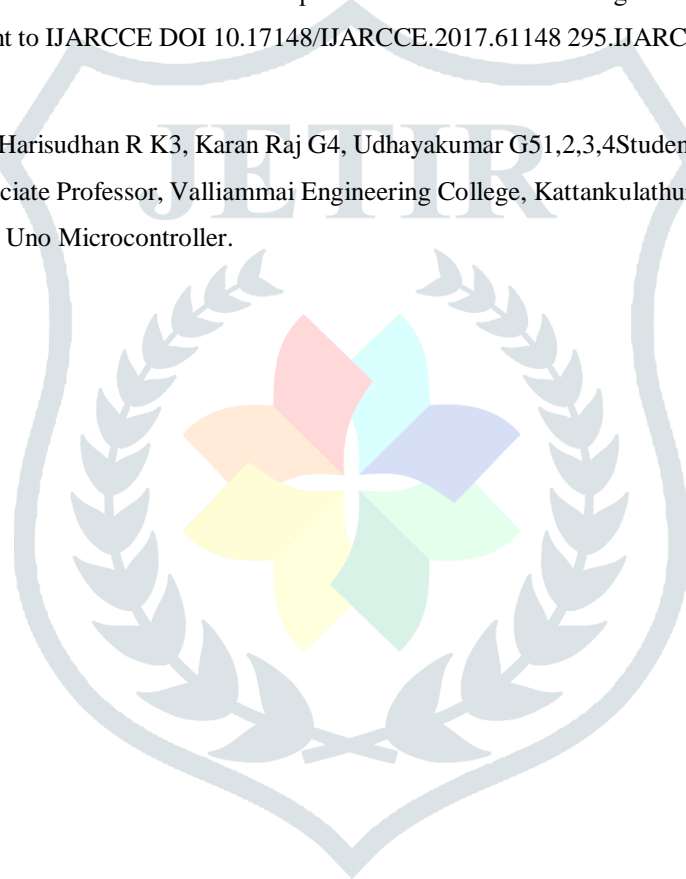 nt to IJARCCE DOI 10.17148/IJARCCE.2017.61148 295.IJARC
Harisudhan R K3, Karan Raj G4, Udhayakumar G51,2,3,4Studen
ciate Professor, Valliammai Engineering College, Kattankulathu
JETIR
Uno Microcontroller.